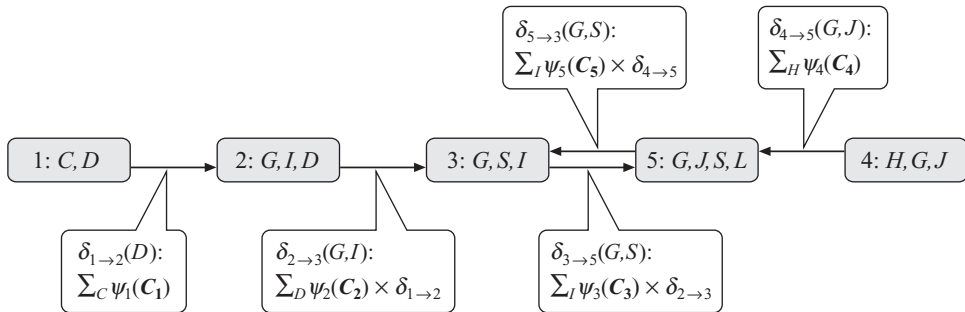 δ5→3(G,S):
∑I ψ5(C5) × δ4→5
δ4→5(G,J):
∑H ψ4(C4)
1: C,D
2: G,I,D
3: G,S,I
5: G,J,S,L
4: H,G,J
δ1→2(D):
∑C ψ1(C1)
δ2→3(G,I):
∑D ψ2(C2) × δ1→2
δ3→5(G,S):
∑I ψ3(C3) × δ2→3